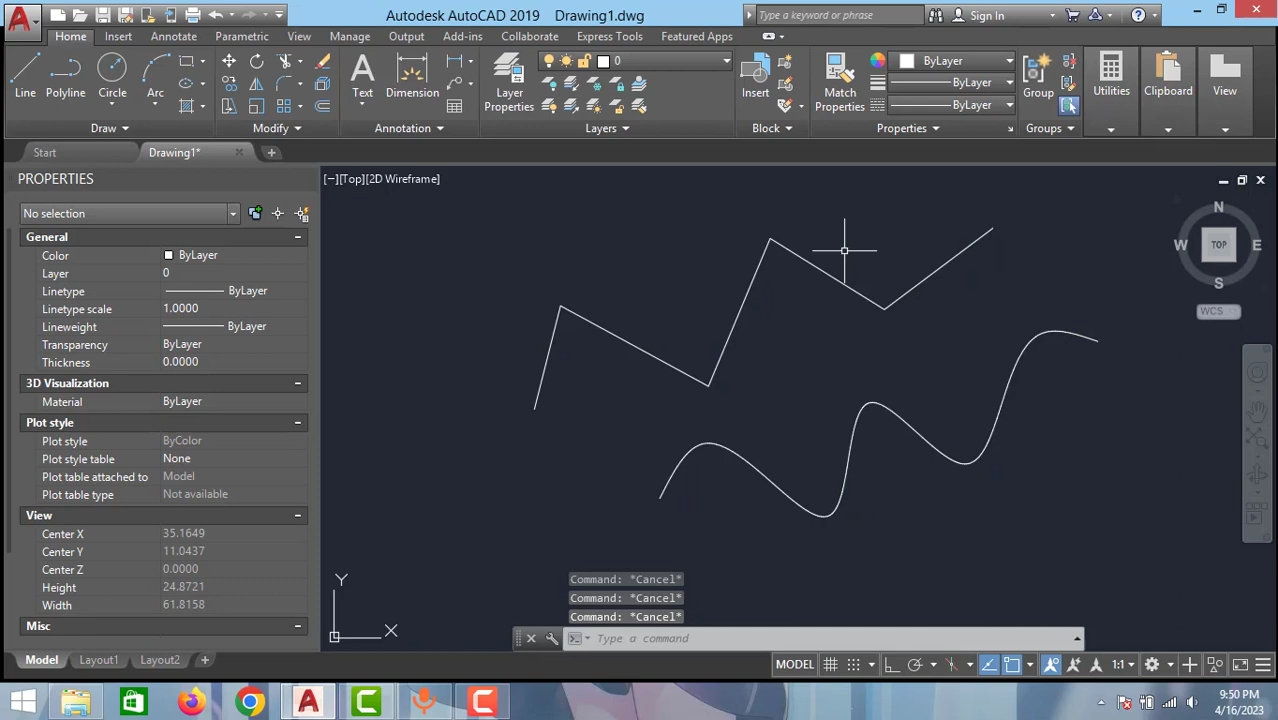 Autodesk AutoCAD 2019 Drawing1.dwg
Type a keyword or phrase
Sign In
Home Insert Annotate Parametric View Manage Output Add-ins Collaborate Express Tools Featured Apps
Line Polyline Circle Arc
Text Dimension
Layer Properties
0
Insert
Match Properties
ByLayer
ByLayer
ByLayer
Group
Utilities
Clipboard
View
Draw Modify Annotation Layers Block Properties Groups
Start Drawing1*
PROPERTIES
[−][Top][2D Wireframe]
No selection
General
Color ByLayer
Layer 0
Linetype ByLayer
Linetype scale 1.0000
Lineweight ByLayer
Transparency ByLayer
Thickness 0.0000
3D Visualization
Material ByLayer
Plot style
Plot style ByColor
Plot style table None
Plot table attached to Model
Plot table type Not available
View
Center X 35.1649
Center Y 11.0437
Center Z 0.0000
Height 24.8721
Width 61.8158
Misc
N
W TOP E
S
WCS
Y
X
Command: *Cancel*
Command: *Cancel*
Command: *Cancel*
Type a command
Model Layout1 Layout2
MODEL
1:1
9:50 PM
4/16/2023